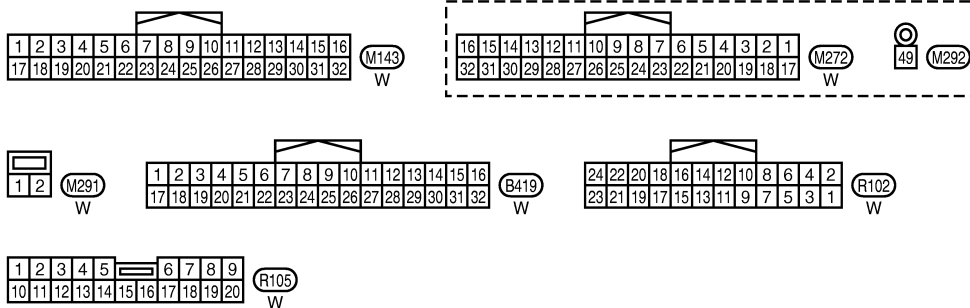 1 2 3 4 5 6 7 8 9 10 11 12 13 14 15 16
17 18 19 20 21 22 23 24 25 26 27 28 29 30 31 32
M143
W
16 15 14 13 12 11 10 9 8 7 6 5 4 3 2 1
32 31 30 29 28 27 26 25 24 23 22 21 20 19 18 17
M272
W
49
M292
1 2
M291
W
1 2 3 4 5 6 7 8 9 10 11 12 13 14 15 16
17 18 19 20 21 22 23 24 25 26 27 28 29 30 31 32
B419
W
24 22 20 18 16 14 12 10 8 6 4 2
23 21 19 17 15 13 11 9 7 5 3 1
R102
W
1 2 3 4 5 6 7 8 9
10 11 12 13 14 15 16 17 18 19 20
R105
W